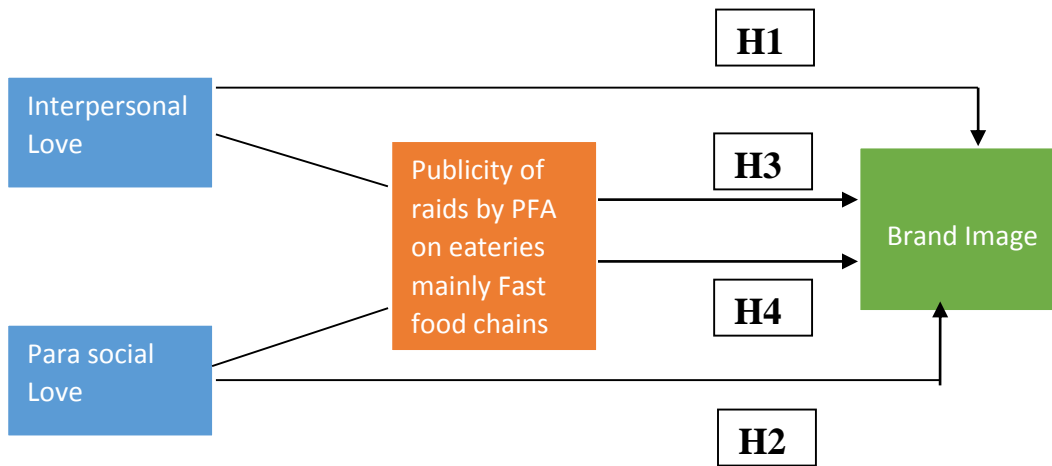 H1
Interpersonal
Love
Publicity of
raids by PFA
on eateries
mainly Fast
food chains
H3
Brand Image
H4
Para social
Love
H2